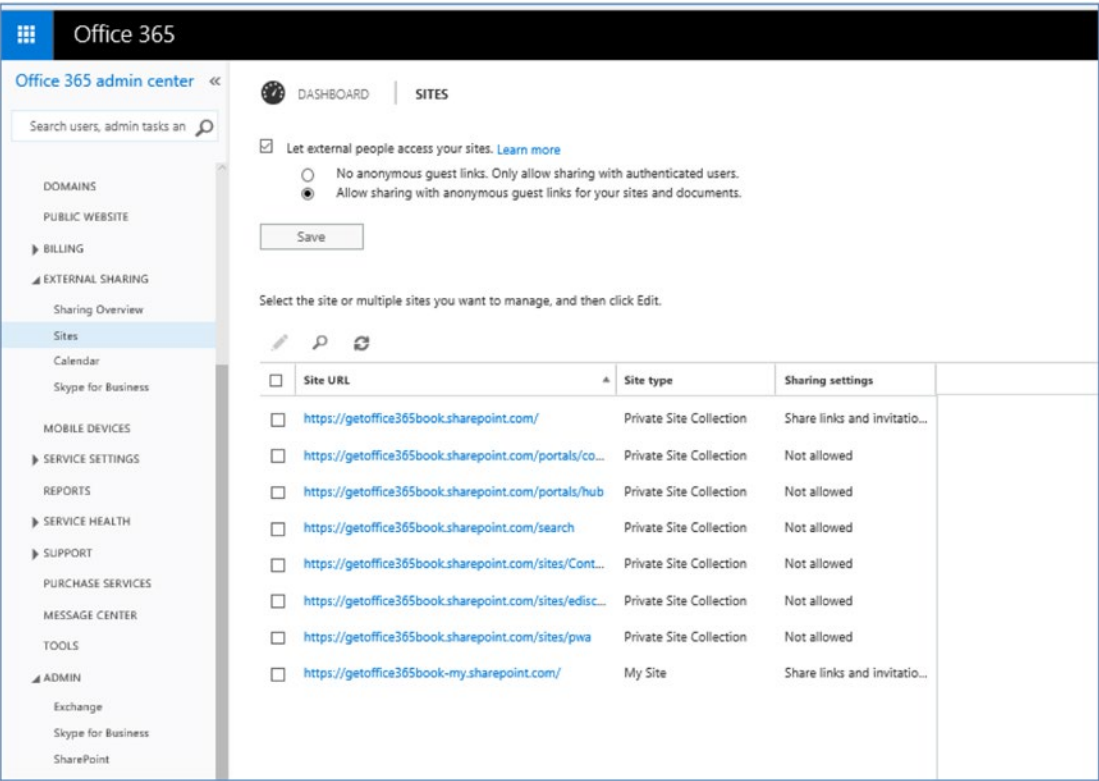 Office 365
Office 365 admin center «
Search users, admin tasks an
DOMAINS
PUBLIC WEBSITE
BILLING
EXTERNAL SHARING
Sharing Overview
Sites
Calendar
Skype for Business
MOBILE DEVICES
SERVICE SETTINGS
REPORTS
SERVICE HEALTH
SUPPORT
PURCHASE SERVICES
MESSAGE CENTER
TOOLS
ADMIN
Exchange
Skype for Business
SharePoint
DASHBOARD | SITES
Let external people access your sites. Learn more
No anonymous guest links. Only allow sharing with authenticated users.
Allow sharing with anonymous guest links for your sites and documents.
Save
Select the site or multiple sites you want to manage, and then click Edit.
Site URL Site type Sharing settings
https://getoffice365book.sharepoint.com/ Private Site Collection Share links and invitatio...
https://getoffice365book.sharepoint.com/portals/co... Private Site Collection Not allowed
https://getoffice365book.sharepoint.com/portals/hub Private Site Collection Not allowed
https://getoffice365book.sharepoint.com/search Private Site Collection Not allowed
https://getoffice365book.sharepoint.com/sites/Cont... Private Site Collection Not allowed
https://getoffice365book.sharepoint.com/sites/edisc... Private Site Collection Not allowed
https://getoffice365book.sharepoint.com/sites/pwa Private Site Collection Not allowed
https://getoffice365book-my.sharepoint.com/ My Site Share links and invitatio...